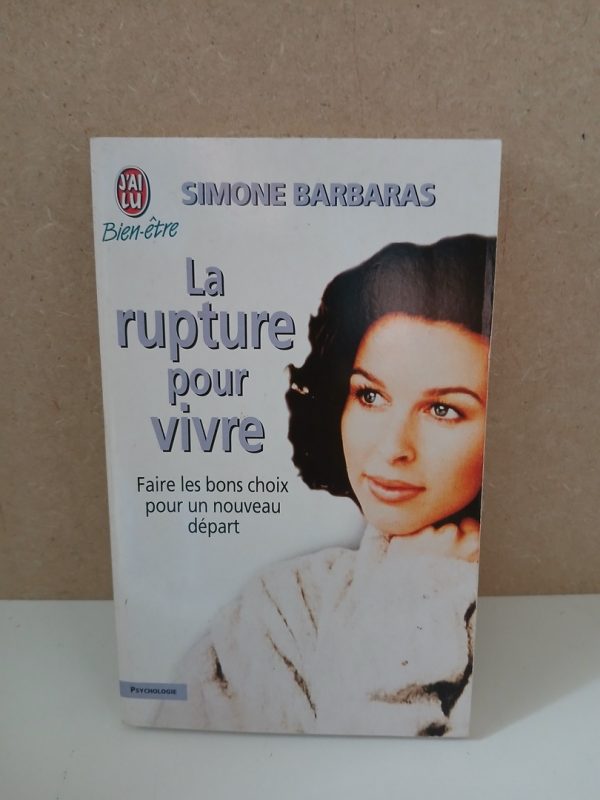 J'AI
LU
Bien-être
SIMONE BARBARAS
La
rupture
pour
vivre
Faire les bons choix
pour un nouveau
départ
PSYCHOLOGIE